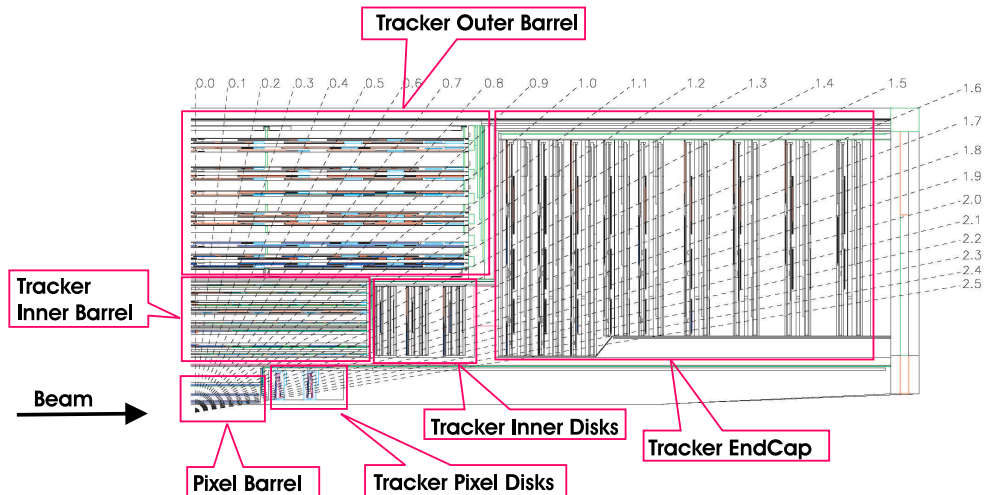 Tracker Outer Barrel
0.0 0.1 0.2 0.3 0.4 0.5 0.6 0.7 0.8 0.9 1.0 1.1 1.2 1.3 1.4 1.5
1.6
1.7
1.8
1.9
2.0
2.1
2.2
2.3
2.4
2.5
Tracker
Inner Barrel
Beam
Tracker Inner Disks
Tracker EndCap
Pixel Barrel
Tracker Pixel Disks